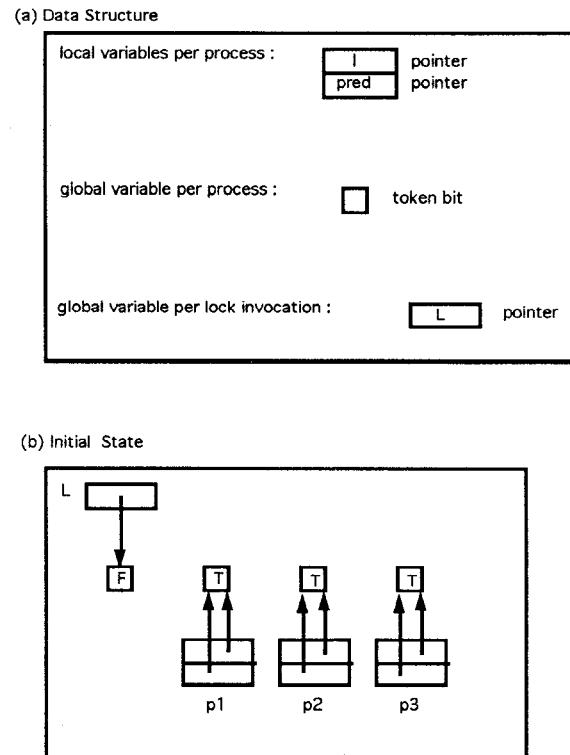 (a) Data Structure
local variables per process :
I pointer
pred pointer
global variable per process :
token bit
global variable per lock invocation :
L pointer
(b) Initial State
L
F T T T
p1 p2 p3